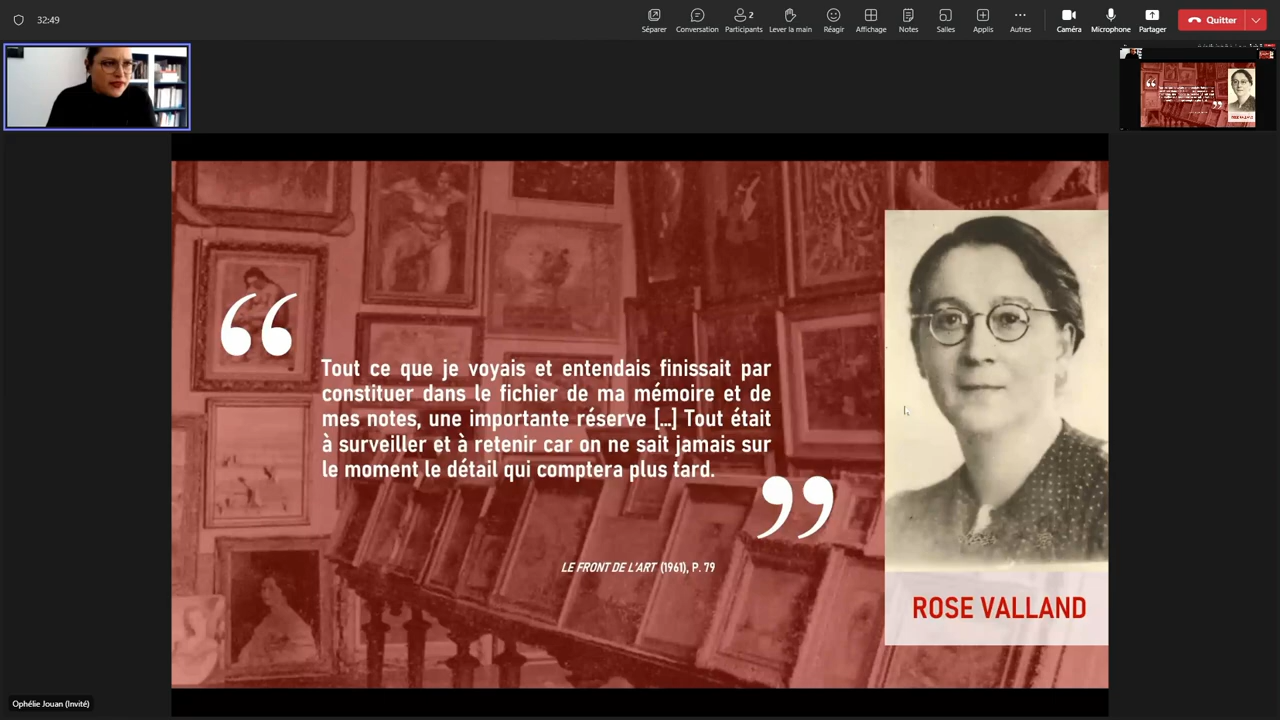 32:49
Séparer
Conversation
2
Participants
Lever la main
Réagir
Affichage
Notes
Salles
Applis
Autres
Caméra
Microphone
Partager
Quitter
“
Tout ce que je voyais et entendais finissait par
constituer dans le fichier de ma mémoire et de
mes notes, une importante réserve [...] Tout était
à surveiller et à retenir car on ne sait jamais sur
le moment le détail qui comptera plus tard.
”
LE FRONT DE L'ART (1961), P. 79
ROSE VALLAND
Ophélie Jouan (Invité)